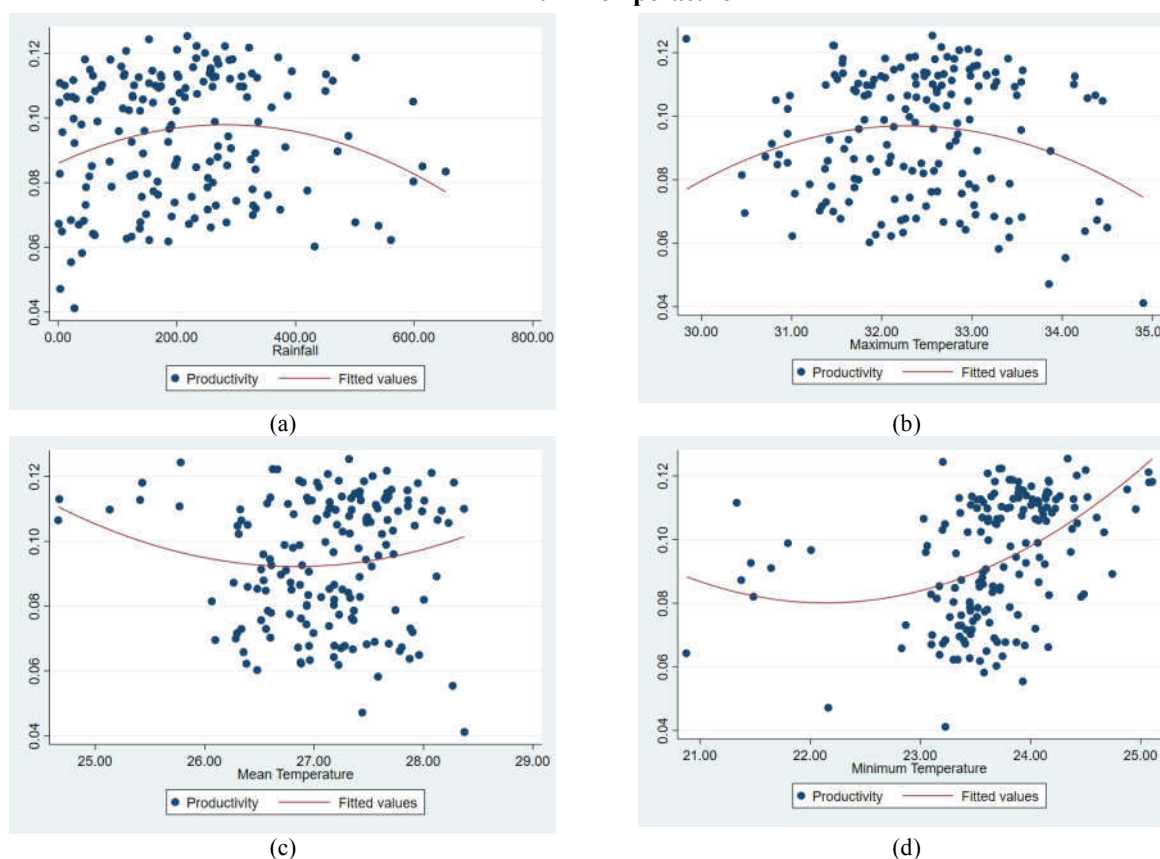 0.04 0.06 0.08 0.10 0.12
0.00 200.00 400.00 600.00 800.00
Rainfall
Productivity Fitted values
(a)
0.04 0.06 0.08 0.10 0.12
30.00 31.00 32.00 33.00 34.00 35.0
Maximum Temperature
Productivity Fitted values
(b)
0.04 0.06 0.08 0.10 0.12
25.00 26.00 27.00 28.00 29.00
Mean Temperature
Productivity Fitted values
(c)
0.04 0.06 0.08 0.10 0.12
21.00 22.00 23.00 24.00 25.00
Minimum Temperature
Productivity Fitted values
(d)